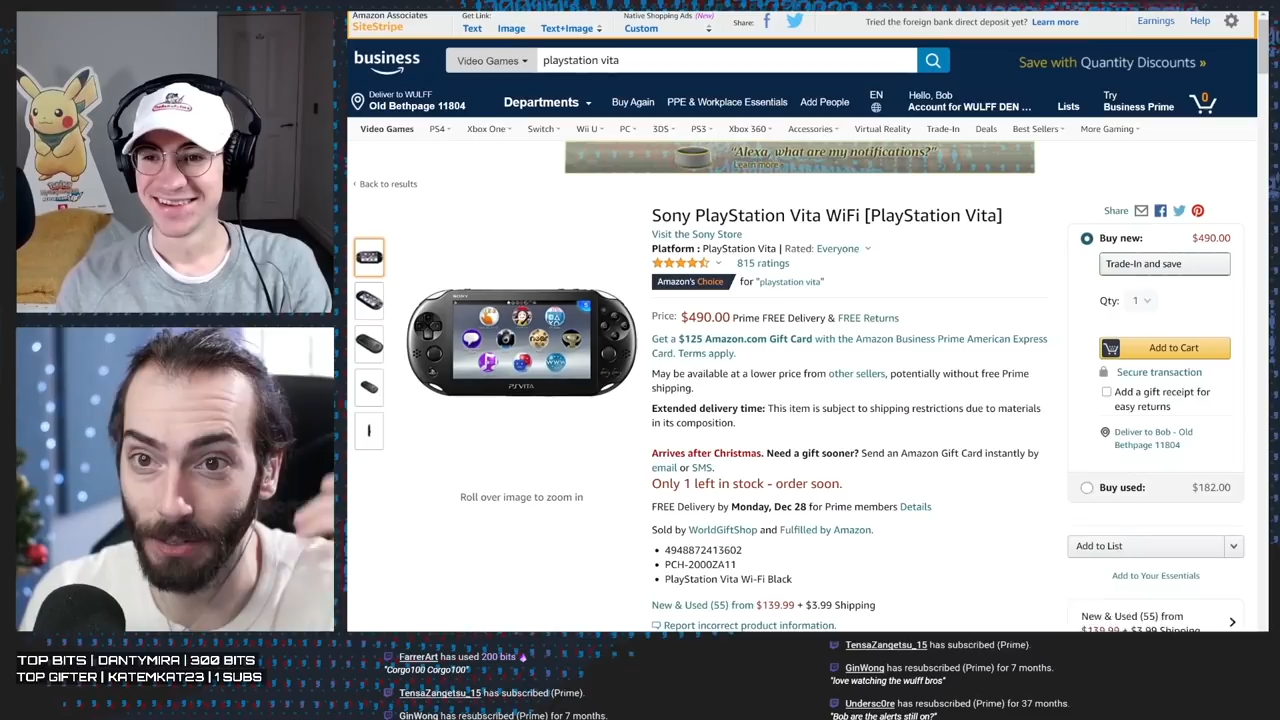 Amazon Associates
SiteStripe
Get Link:
Text
Image
Text+Image
Native Shopping Ads (New)
Custom
Share:
Tried the foreign bank direct deposit yet? Learn more
Earnings
Help
business
Video Games
playstation vita
Save with Quantity Discounts »
Deliver to WULFF
Old Bethpage 11804
Departments
Buy Again
PPE & Workplace Essentials
Add People
EN
Hello, Bob
Account for WULFF DEN ...
Lists
Try
Business Prime
0
Video Games
PS4
Xbox One
Switch
Wii U
PC
3DS
PS3
Xbox 360
Accessories
Virtual Reality
Trade-In
Deals
Best Sellers
More Gaming
"Alexa, what are my notifications?"
Learn more
‹ Back to results
Sony PlayStation Vita WiFi [PlayStation Vita]
Visit the Sony Store
Platform : PlayStation Vita | Rated: Everyone
815 ratings
Amazon's Choice for "playstation vita"
Price: $490.00 Prime FREE Delivery & FREE Returns
Get a $125 Amazon.com Gift Card with the Amazon Business Prime American Express
Card. Terms apply.
May be available at a lower price from other sellers, potentially without free Prime
shipping.
Extended delivery time: This item is subject to shipping restrictions due to materials
in its composition.
Arrives after Christmas. Need a gift sooner? Send an Amazon Gift Card instantly by
email or SMS.
Only 1 left in stock - order soon.
FREE Delivery by Monday, Dec 28 for Prime members Details
Sold by WorldGiftShop and Fulfilled by Amazon.
• 4948872413602
• PCH-2000ZA11
• PlayStation Vita Wi-Fi Black
New & Used (55) from $139.99 + $3.99 Shipping
Report incorrect product information.
SONY
PSVITA
Roll over image to zoom in
Share
Buy new:
$490.00
Trade-In and save
Qty: 1
Add to Cart
Secure transaction
Add a gift receipt for
easy returns
Deliver to Bob - Old
Bethpage 11804
Buy used:
$182.00
Add to List
Add to Your Essentials
New & Used (55) from
$139.99 + $3.99 Shipping
TOP BITS | DANTYMIRA | 300 BITS
TOP GIFTER | KATEMKAT23 | 1 SUBS
FarrerArt has used 200 bits
"Corgo100 Corgo100"
TensaZangetsu_15 has subscribed (Prime).
GinWong has resubscribed (Prime) for 7 months.
TensaZangetsu_15 has subscribed (Prime).
GinWong has resubscribed (Prime) for 7 months.
"love watching the wulff bros"
Undersc0re has resubscribed (Prime) for 37 months.
"Bob are the alerts still on?"